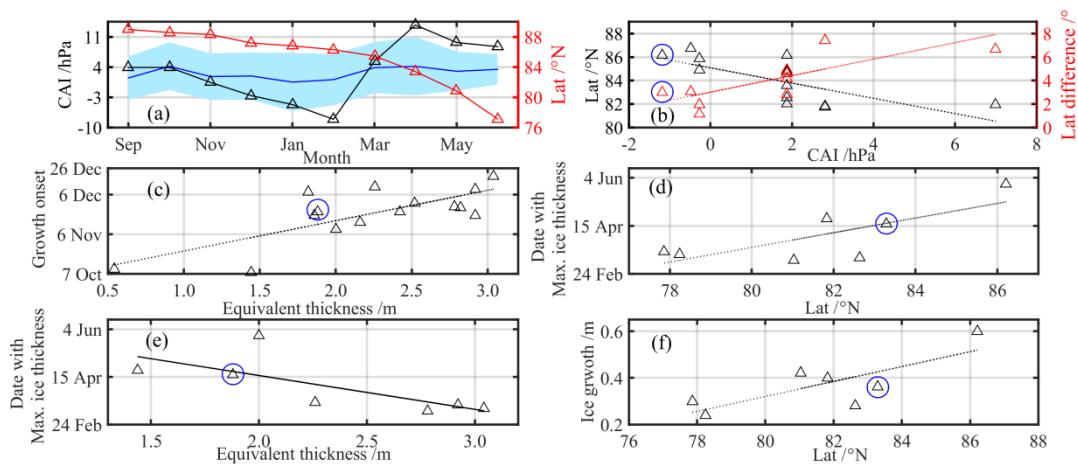 CAI /hPa
11
4
-3
-10
(a)
Sep
Nov
Jan
Mar
May
Month
88
84
80
76
Lat /°N
Lat /°N
88
86
84
82
80
(b)
-2
0
2
4
6
8
CAI /hPa
8
6
4
2
0
Lat difference /°
Growth onset
26 Dec
6 Dec
6 Nov
7 Oct
(c)
0.5
1.0
1.5
2.0
2.5
3.0
Equivalent thickness /m
Date with
Max. ice thickness
4 Jun
15 Apr
24 Feb
(d)
78
80
82
84
86
Lat /°N
Date with
Max. ice thickness
4 Jun
15 Apr
24 Feb
(e)
1.5
2.0
2.5
3.0
Equivalent thickness /m
Ice grwoth /m
0.6
0.4
0.2
(f)
76
78
80
82
84
86
88
Lat /°N